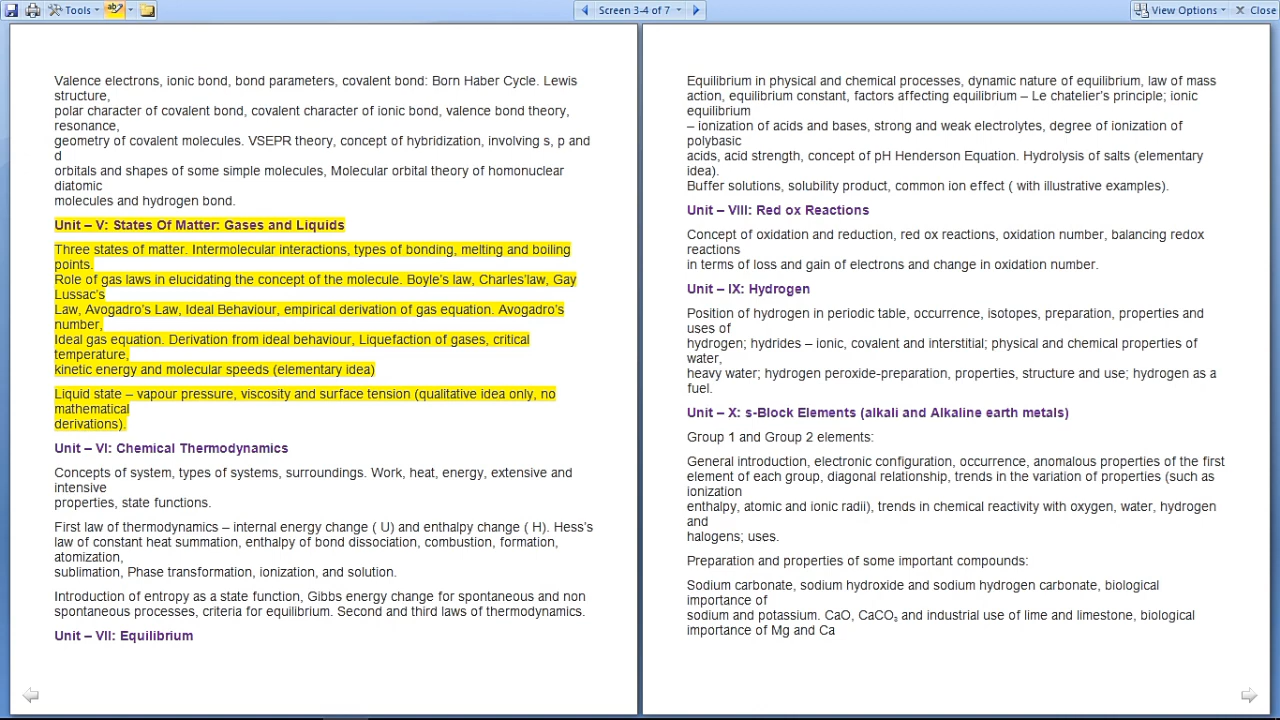 Tools
Screen 3-4 of 7
View Options
Close
Valence electrons, ionic bond, bond parameters, covalent bond: Born Haber Cycle. Lewis
structure,
polar character of covalent bond, covalent character of ionic bond, valence bond theory,
resonance,
geometry of covalent molecules. VSEPR theory, concept of hybridization, involving s, p and
d
orbitals and shapes of some simple molecules, Molecular orbital theory of homonuclear
diatomic
molecules and hydrogen bond.
Unit – V: States Of Matter: Gases and Liquids
Three states of matter. Intermolecular interactions, types of bonding, melting and boiling
points.
Role of gas laws in elucidating the concept of the molecule. Boyle's law, Charles'law, Gay
Lussac's
Law, Avogadro's Law, Ideal Behaviour, empirical derivation of gas equation. Avogadro's
number,
Ideal gas equation. Derivation from ideal behaviour, Liquefaction of gases, critical
temperature,
kinetic energy and molecular speeds (elementary idea)
Liquid state – vapour pressure, viscosity and surface tension (qualitative idea only, no
mathematical
derivations).
Unit – VI: Chemical Thermodynamics
Concepts of system, types of systems, surroundings. Work, heat, energy, extensive and
intensive
properties, state functions.
First law of thermodynamics – internal energy change ( U) and enthalpy change ( H). Hess's
law of constant heat summation, enthalpy of bond dissociation, combustion, formation,
atomization,
sublimation, Phase transformation, ionization, and solution.
Introduction of entropy as a state function, Gibbs energy change for spontaneous and non
spontaneous processes, criteria for equilibrium. Second and third laws of thermodynamics.
Unit – VII: Equilibrium
Equilibrium in physical and chemical processes, dynamic nature of equilibrium, law of mass
action, equilibrium constant, factors affecting equilibrium – Le chatelier's principle; ionic
equilibrium
– ionization of acids and bases, strong and weak electrolytes, degree of ionization of
polybasic
acids, acid strength, concept of pH Henderson Equation. Hydrolysis of salts (elementary
idea).
Buffer solutions, solubility product, common ion effect ( with illustrative examples).
Unit – VIII: Red ox Reactions
Concept of oxidation and reduction, red ox reactions, oxidation number, balancing redox
reactions
in terms of loss and gain of electrons and change in oxidation number.
Unit – IX: Hydrogen
Position of hydrogen in periodic table, occurrence, isotopes, preparation, properties and
uses of
hydrogen; hydrides – ionic, covalent and interstitial; physical and chemical properties of
water,
heavy water; hydrogen peroxide-preparation, properties, structure and use; hydrogen as a
fuel.
Unit – X: s-Block Elements (alkali and Alkaline earth metals)
Group 1 and Group 2 elements:
General introduction, electronic configuration, occurrence, anomalous properties of the first
element of each group, diagonal relationship, trends in the variation of properties (such as
ionization
enthalpy, atomic and ionic radii), trends in chemical reactivity with oxygen, water, hydrogen
and
halogens; uses.
Preparation and properties of some important compounds:
Sodium carbonate, sodium hydroxide and sodium hydrogen carbonate, biological
importance of
sodium and potassium. CaO, CaCO₃ and industrial use of lime and limestone, biological
importance of Mg and Ca